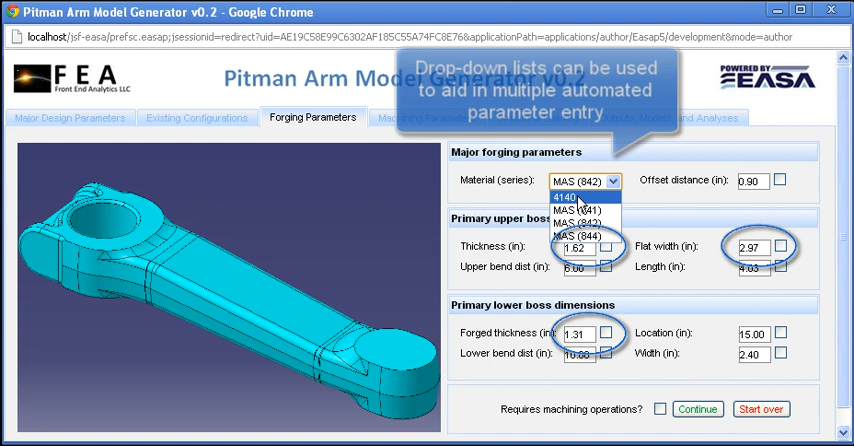 Pitman Arm Model Generator v0.2 - Google Chrome
localhost/jsf-easa/prefsc.easap;jsessionid=redirect?uid=AE19C58E99C6302AF185C55A74FC8E76&applicationPath=applications/author/Easap5/development&mode=author
FEA
Front End Analytics LLC
Pitman Arm Model Generator v0.2
POWERED BY
EASA
Drop-down lists can be used
to aid in multiple automated
parameter entry
Major Design Parameters
Existing Configurations
Forging Parameters
Machining
Outputs, Models and Analyses
Major forging parameters
Material (series): MAS (842) Offset distance (in): 0.90
4140
MAS (841)
MAS (842)
MAS (844)
Primary upper boss
Thickness (in): 1.62 Flat width (in): 2.97
Upper bend dist (in): 6.00 Length (in): 4.03
Primary lower boss dimensions
Forged thickness (in): 1.31 Location (in): 15.00
Lower bend dist (in): 10.88 Width (in): 2.40
Requires machining operations? Continue Start over